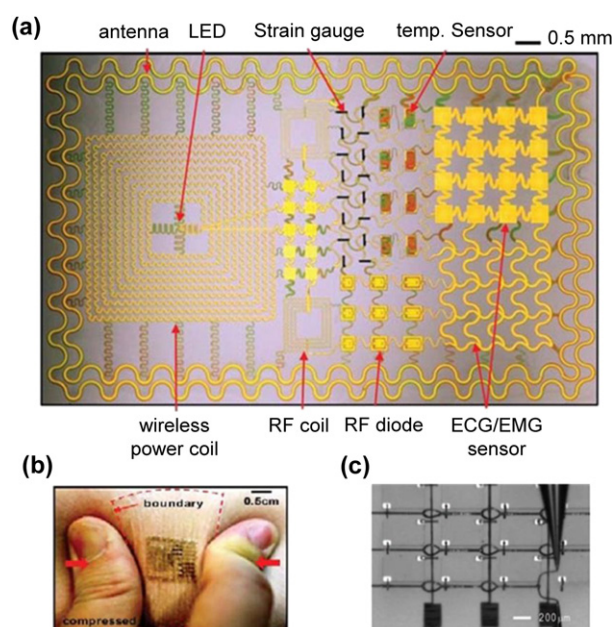 (a)
antenna
LED
Strain gauge
temp. Sensor
0.5 mm
wireless
power coil
RF coil
RF diode
ECG/EMG
sensor
(b)
boundary
0.5cm
compressed
(c)
200μm